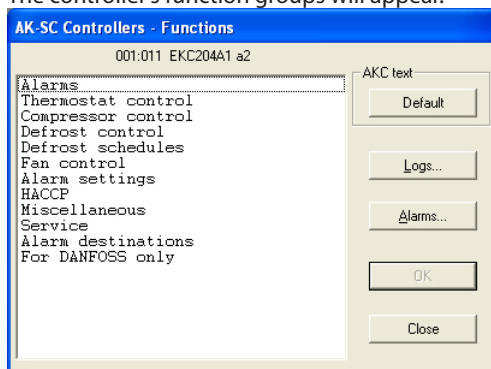 The controller's function groups will appear.
AK-SC Controllers - Functions
001:011 EKC204A1 a2
Alarms
Thermostat control
Compressor control
Defrost control
Defrost schedules
Fan control
Alarm settings
HACCP
Miscellaneous
Service
Alarm destinations
For DANFOSS only
AKC text
Default
Logs...
Alarms...
OK
Close